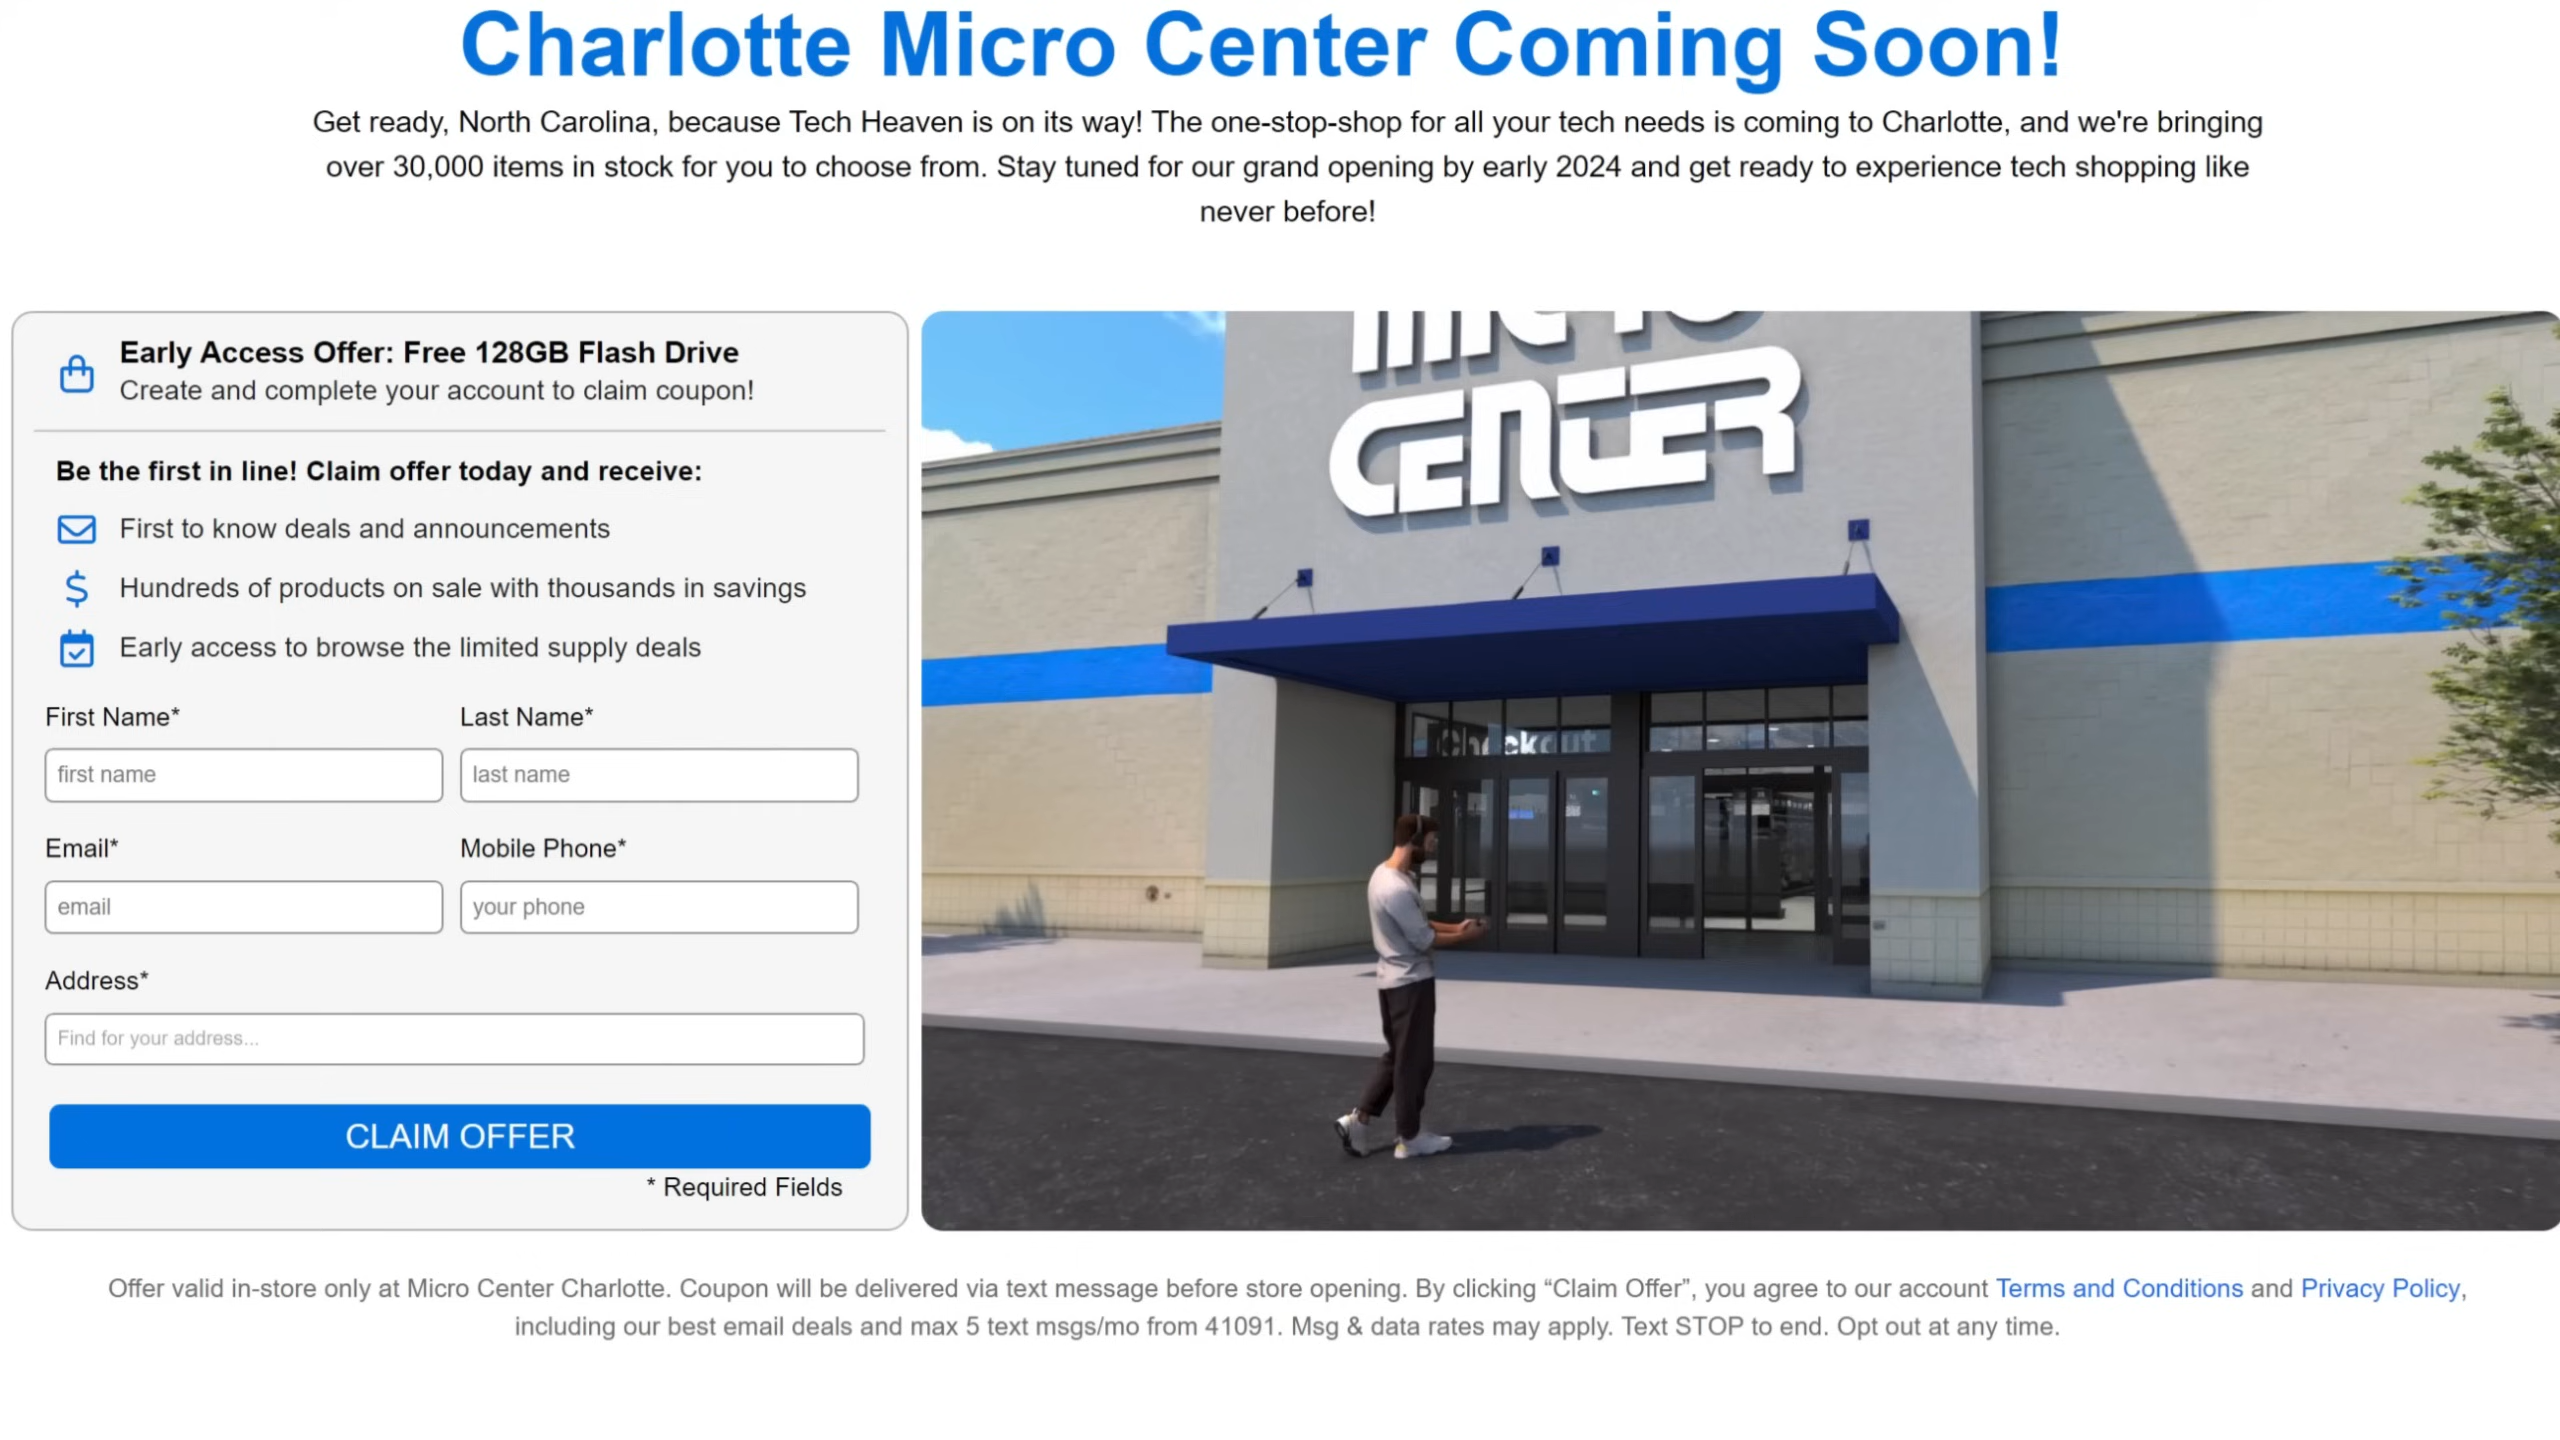 Charlotte Micro Center Coming Soon!
Get ready, North Carolina, because Tech Heaven is on its way! The one-stop-shop for all your tech needs is coming to Charlotte, and we're bringing
over 30,000 items in stock for you to choose from. Stay tuned for our grand opening by early 2024 and get ready to experience tech shopping like
never before!
Early Access Offer: Free 128GB Flash Drive
Create and complete your account to claim coupon!
Be the first in line! Claim offer today and receive:
First to know deals and announcements
Hundreds of products on sale with thousands in savings
Early access to browse the limited supply deals
First Name* Last Name*
first name last name
Email* Mobile Phone*
email your phone
Address*
Find for your address...
CLAIM OFFER
* Required Fields
MICRO
CENTER
Checkout
Offer valid in-store only at Micro Center Charlotte. Coupon will be delivered via text message before store opening. By clicking “Claim Offer”, you agree to our account Terms and Conditions and Privacy Policy,
including our best email deals and max 5 text msgs/mo from 41091. Msg & data rates may apply. Text STOP to end. Opt out at any time.